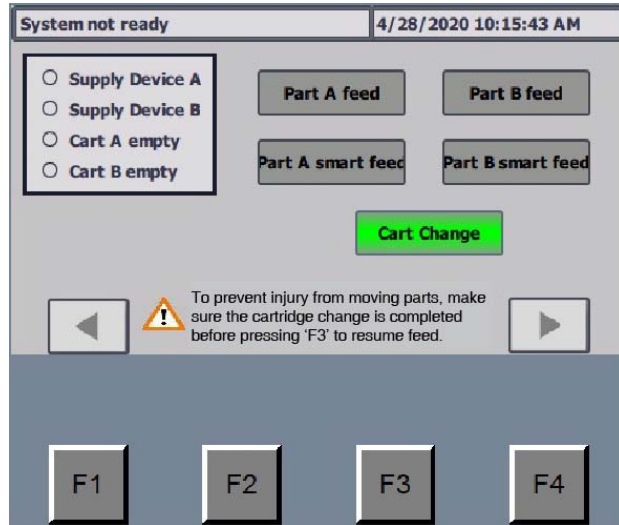 System not ready
4/28/2020 10:15:43 AM
Supply Device A
Supply Device B
Cart A empty
Cart B empty
Part A feed
Part B feed
Part A smart feed
Part B smart feed
Cart Change
To prevent injury from moving parts, make
sure the cartridge change is completed
before pressing ‘F3’ to resume feed.
F1
F2
F3
F4